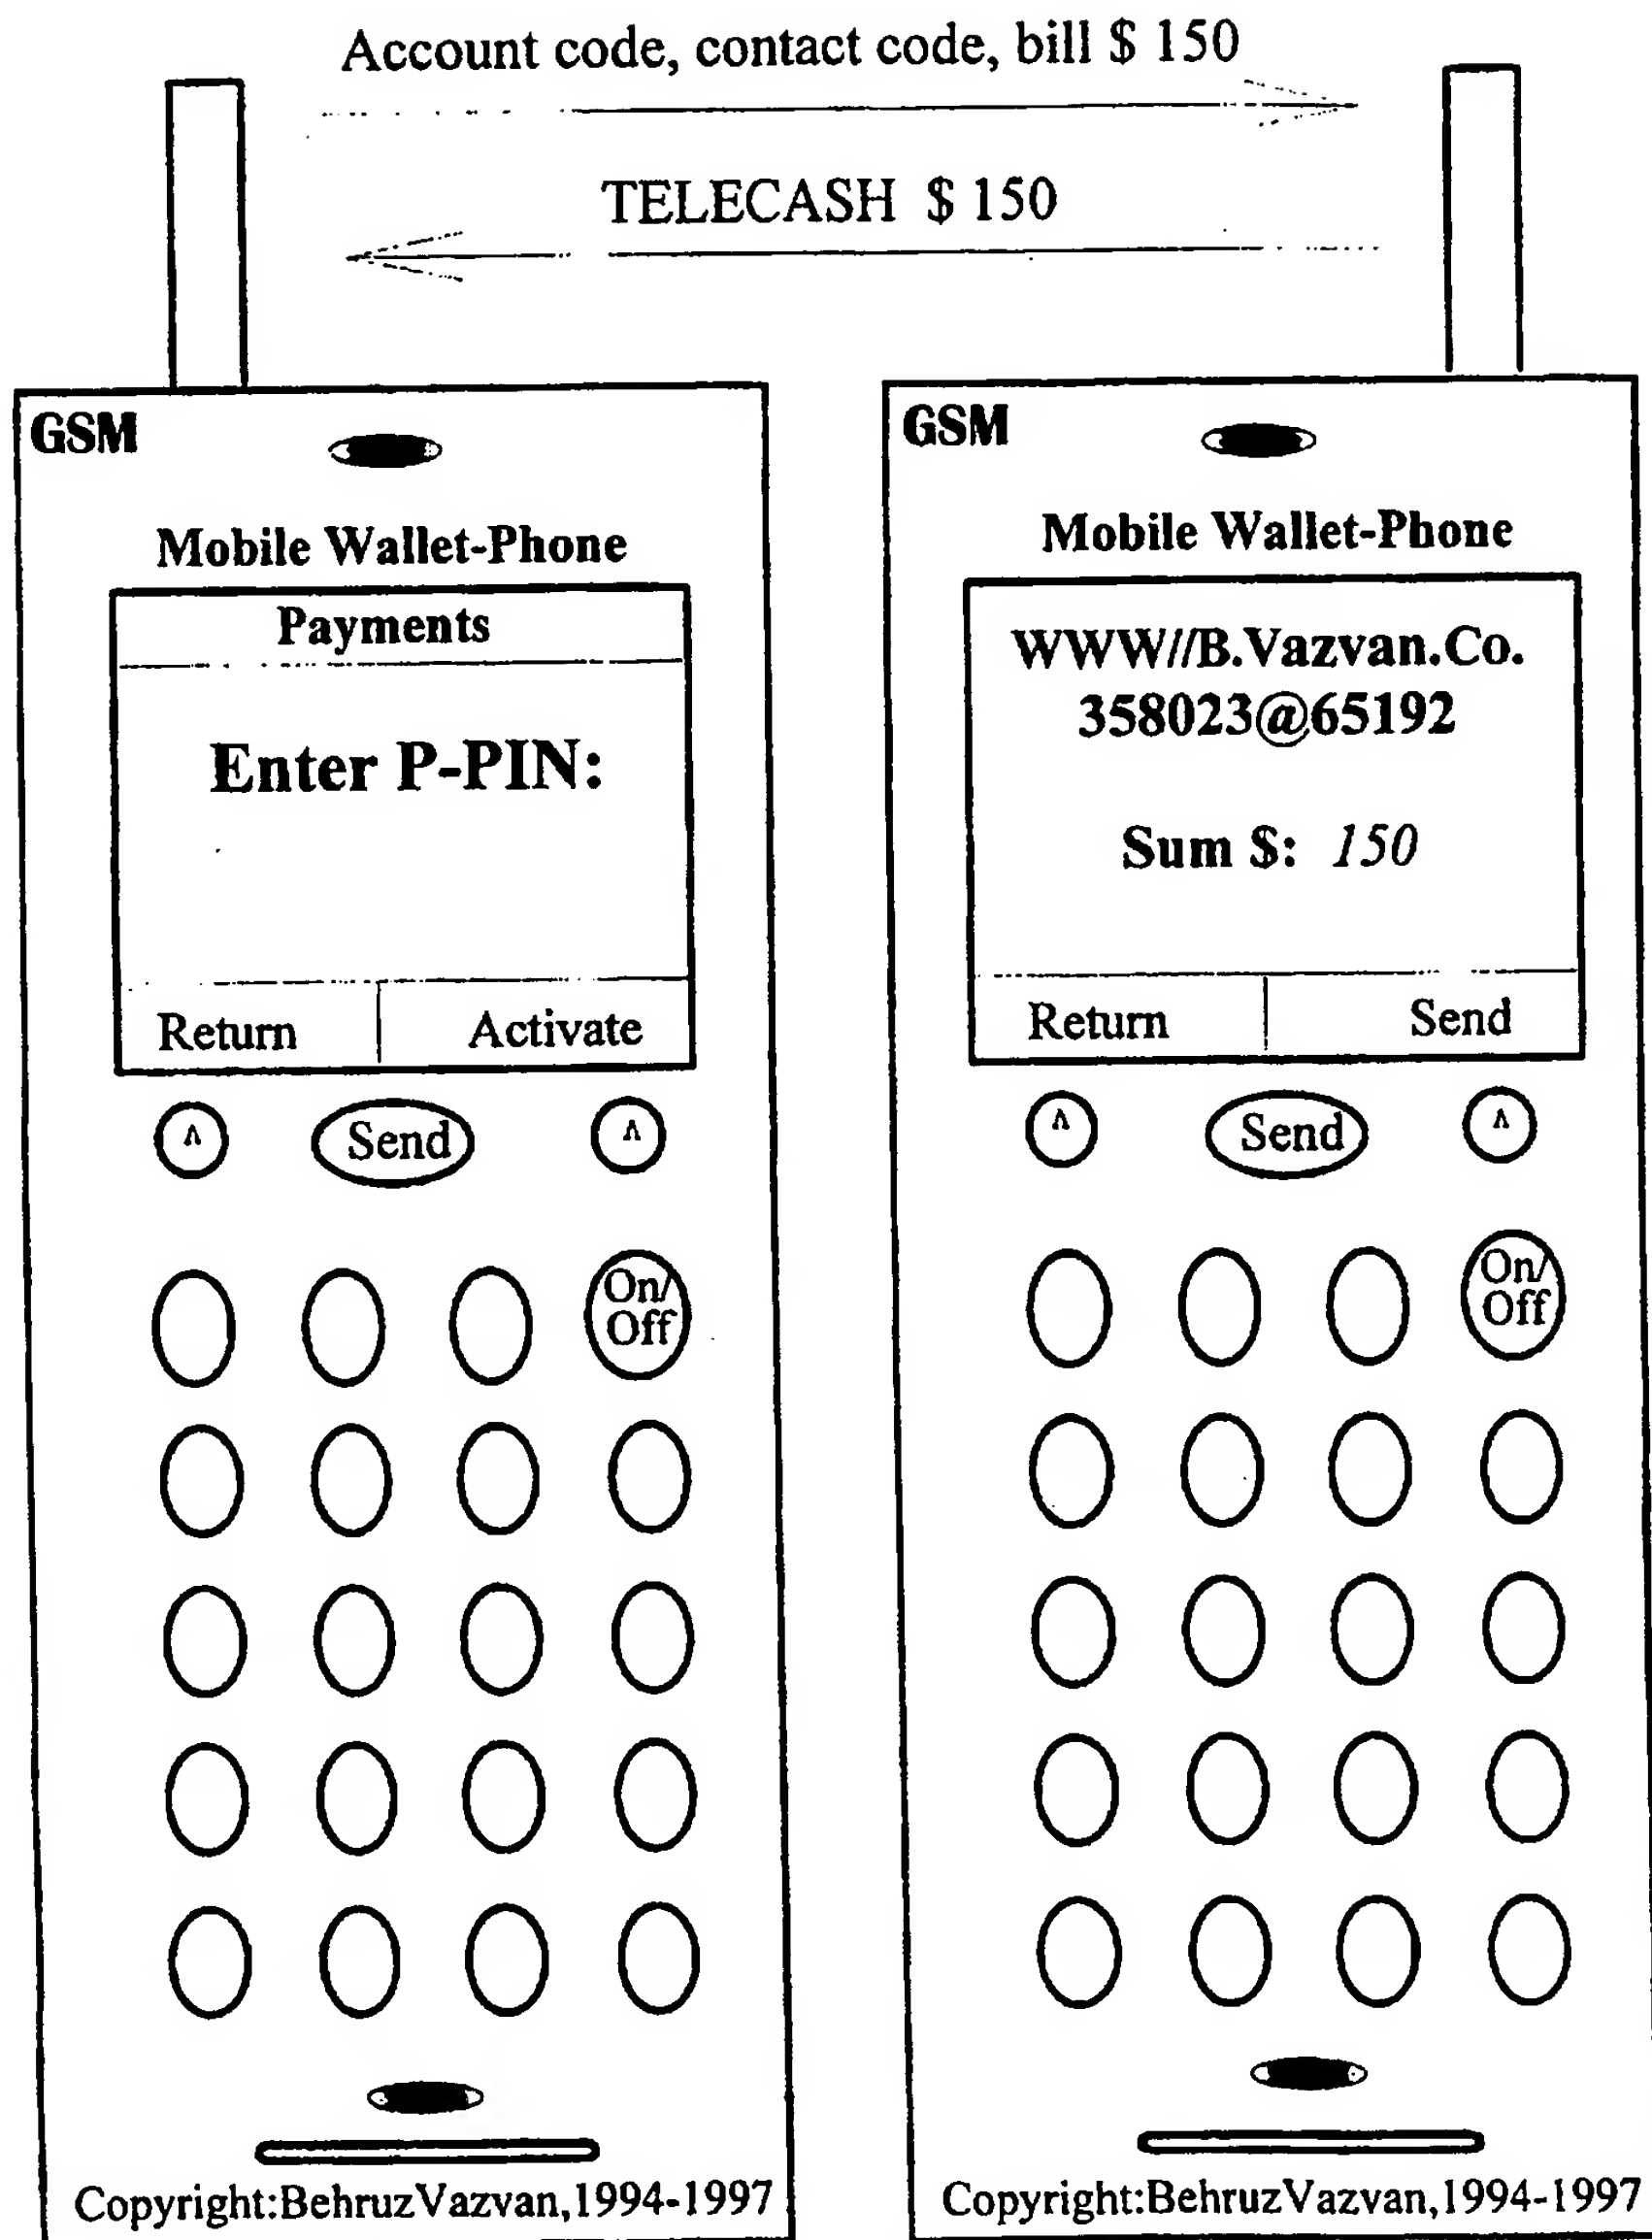 Account code, contact code, bill $ 150
TELECASH $ 150
GSM
Mobile Wallet-Phone
Payments
Enter P-PIN:
Return Activate
^ Send ^
On/
Off
Copyright:BehruzVazvan,1994-1997
GSM
Mobile Wallet-Phone
WWW//B.Vazvan.Co.
358023@65192
Sum $: 150
Return Send
^ Send ^
On/
Off
Copyright:BehruzVazvan,1994-1997